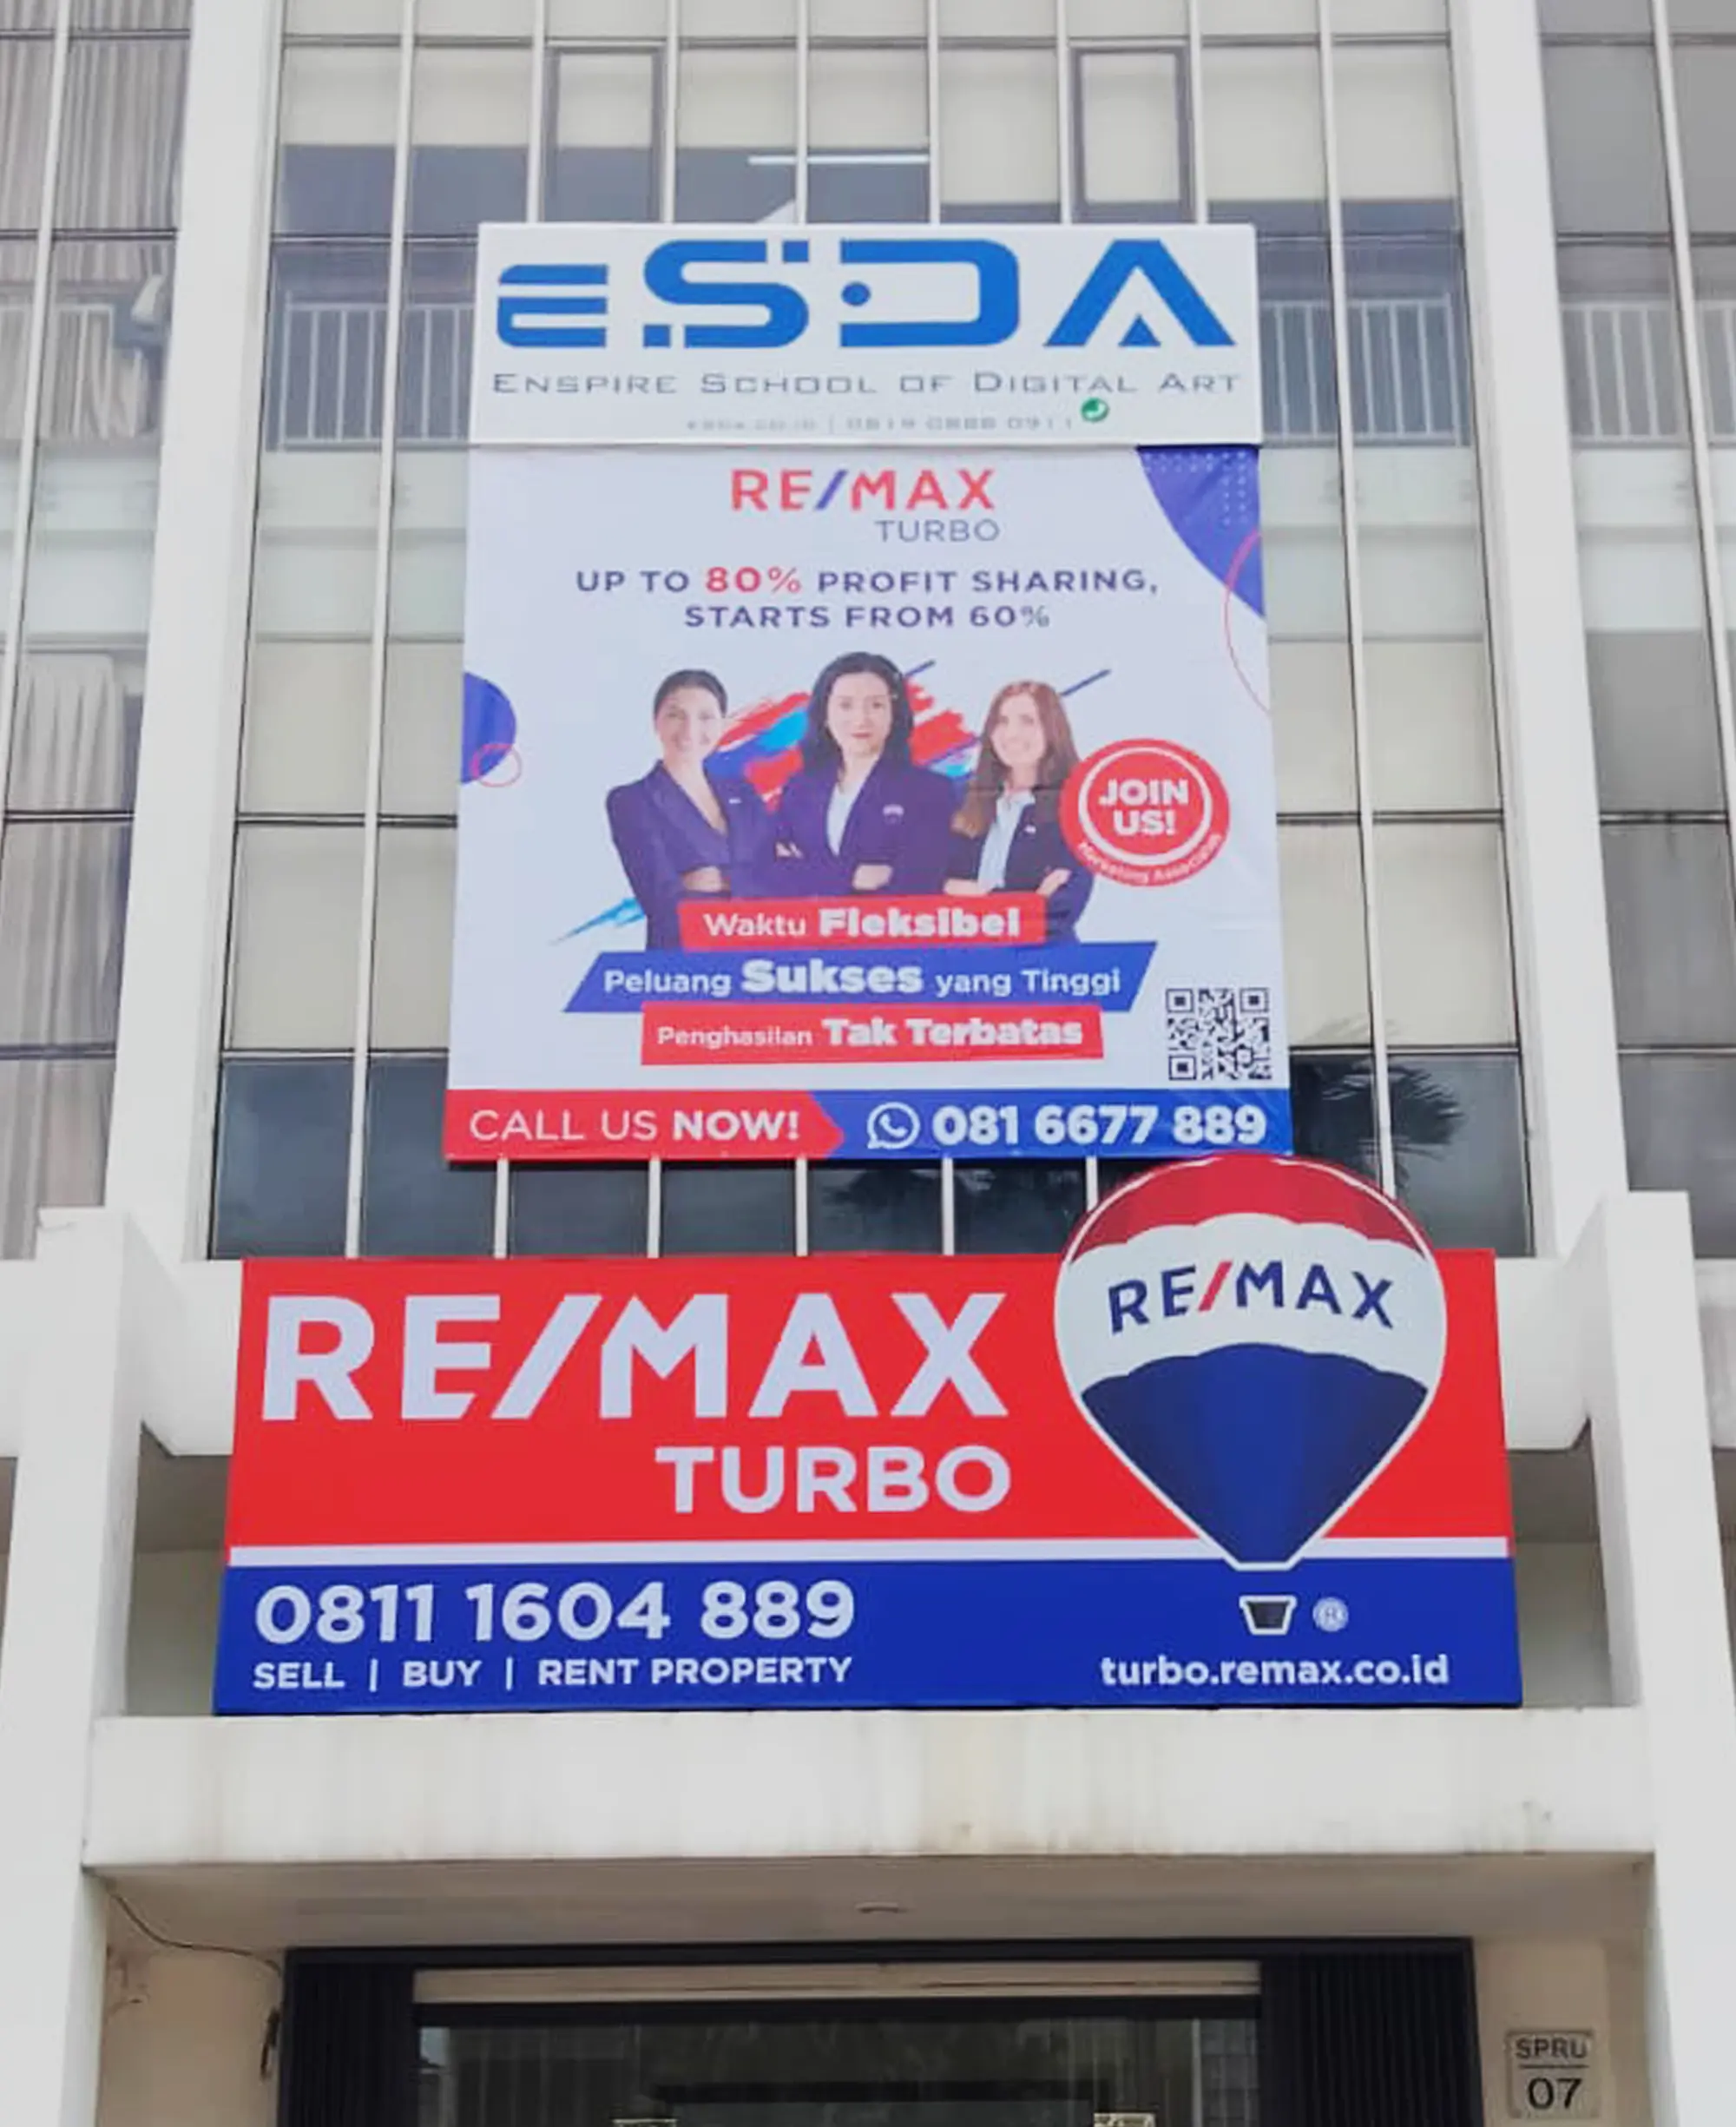 eSDA
ENSPIRE SCHOOL OF DIGITAL ART
RE/MAX
TURBO
UP TO 80% PROFIT SHARING,
STARTS FROM 60%
JOIN
US!
Marketing Associate
Waktu Fleksibel
Peluang Sukses yang Tinggi
Penghasilan Tak Terbatas
CALL US NOW! 081 6677 889
RE/MAX
TURBO
RE/MAX
0811 1604 889
SELL | BUY | RENT PROPERTY
turbo.remax.co.id
SPRU
07